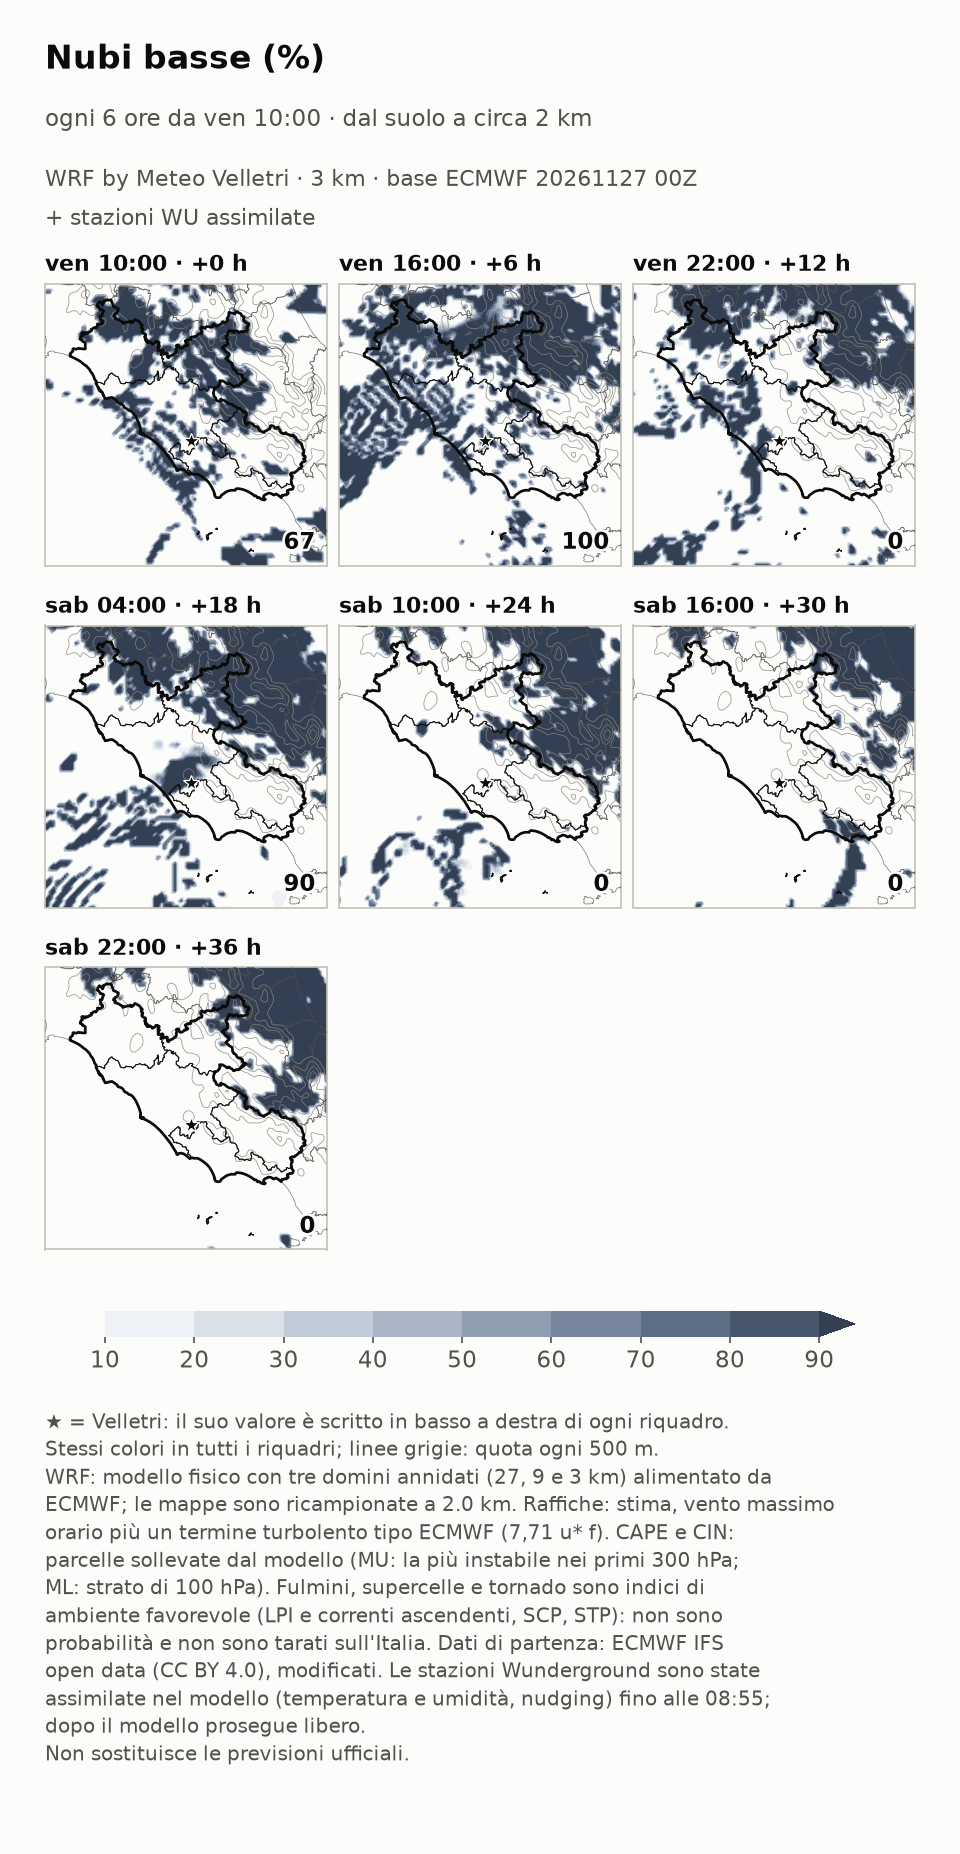 Nubi basse (%)
ogni 6 ore da ven 10:00 · dal suolo a circa 2 km
WRF by Meteo Velletri · 3 km · base ECMWF 20261127 00Z
+ stazioni WU assimilate
ven 10:00 · +0 h
ven 16:00 · +6 h
ven 22:00 · +12 h
67
100
0
sab 04:00 · +18 h
sab 10:00 · +24 h
sab 16:00 · +30 h
90
0
0
sab 22:00 · +36 h
0
10 20 30 40 50 60 70 80 90
★ = Velletri: il suo valore è scritto in basso a destra di ogni riquadro.
Stessi colori in tutti i riquadri; linee grigie: quota ogni 500 m.
WRF: modello fisico con tre domini annidati (27, 9 e 3 km) alimentato da
ECMWF; le mappe sono ricampionate a 2.0 km. Raffiche: stima, vento massimo
orario più un termine turbolento tipo ECMWF (7,71 u* f). CAPE e CIN:
parcelle sollevate dal modello (MU: la più instabile nei primi 300 hPa;
ML: strato di 100 hPa). Fulmini, supercelle e tornado sono indici di
ambiente favorevole (LPI e correnti ascendenti, SCP, STP): non sono
probabilità e non sono tarati sull'Italia. Dati di partenza: ECMWF IFS
open data (CC BY 4.0), modificati. Le stazioni Wunderground sono state
assimilate nel modello (temperatura e umidità, nudging) fino alle 08:55;
dopo il modello prosegue libero.
Non sostituisce le previsioni ufficiali.